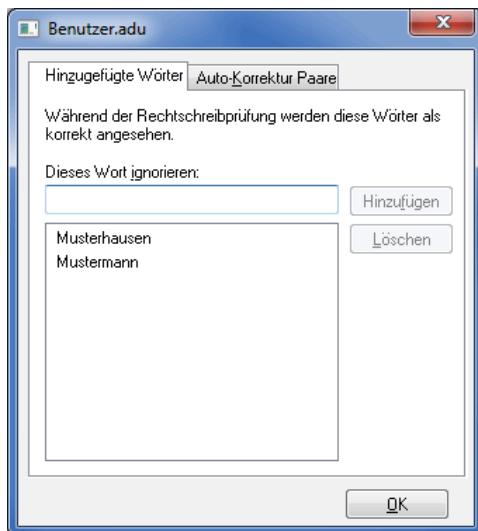 Benutzer.adu
Hinzugefügte Wörter
Auto-Korrektur Paare
Während der Rechtschreibprüfung werden diese Wörter als
korrekt angesehen.
Dieses Wort ignorieren:
Hinzufügen
Musterhausen
Löschen
Mustermann
OK